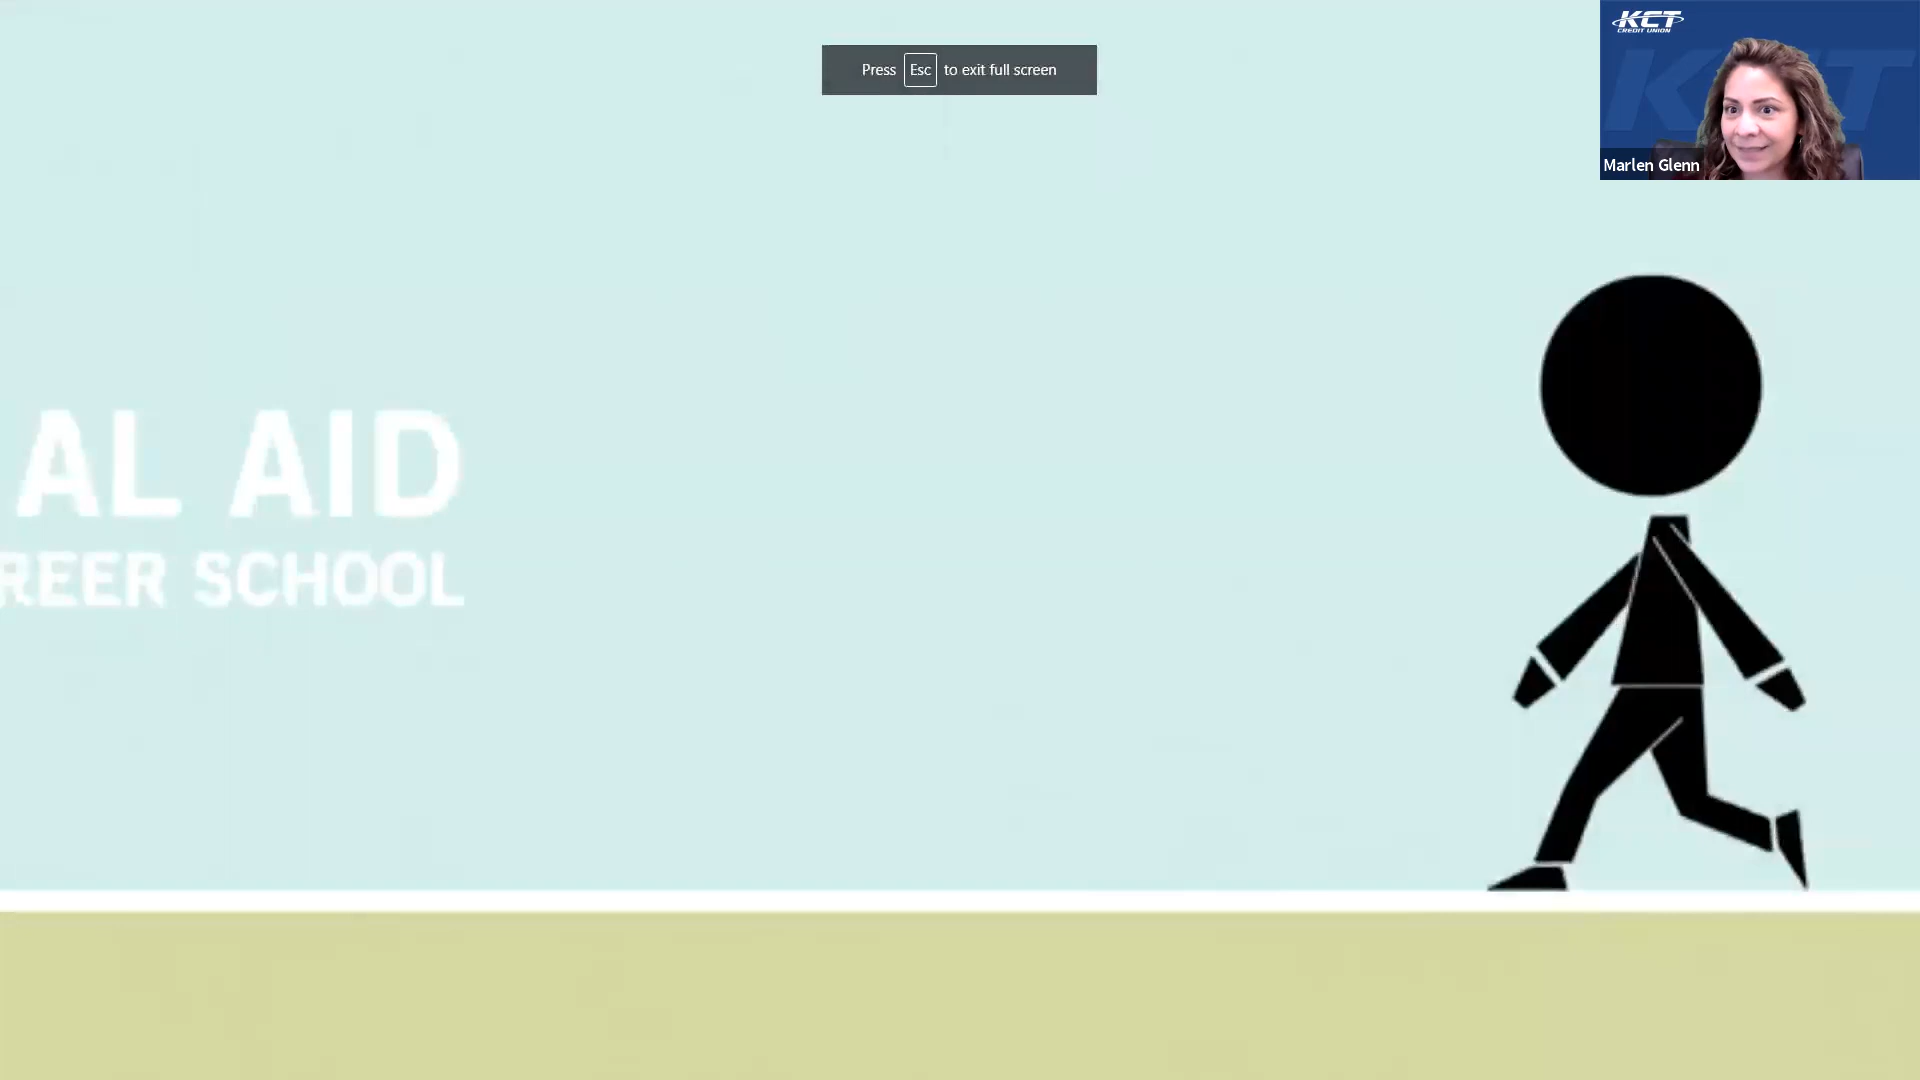 Press Esc to exit full screen
KCT
CREDIT UNION
Marlen Glenn
AL AID
REER SCHOOL